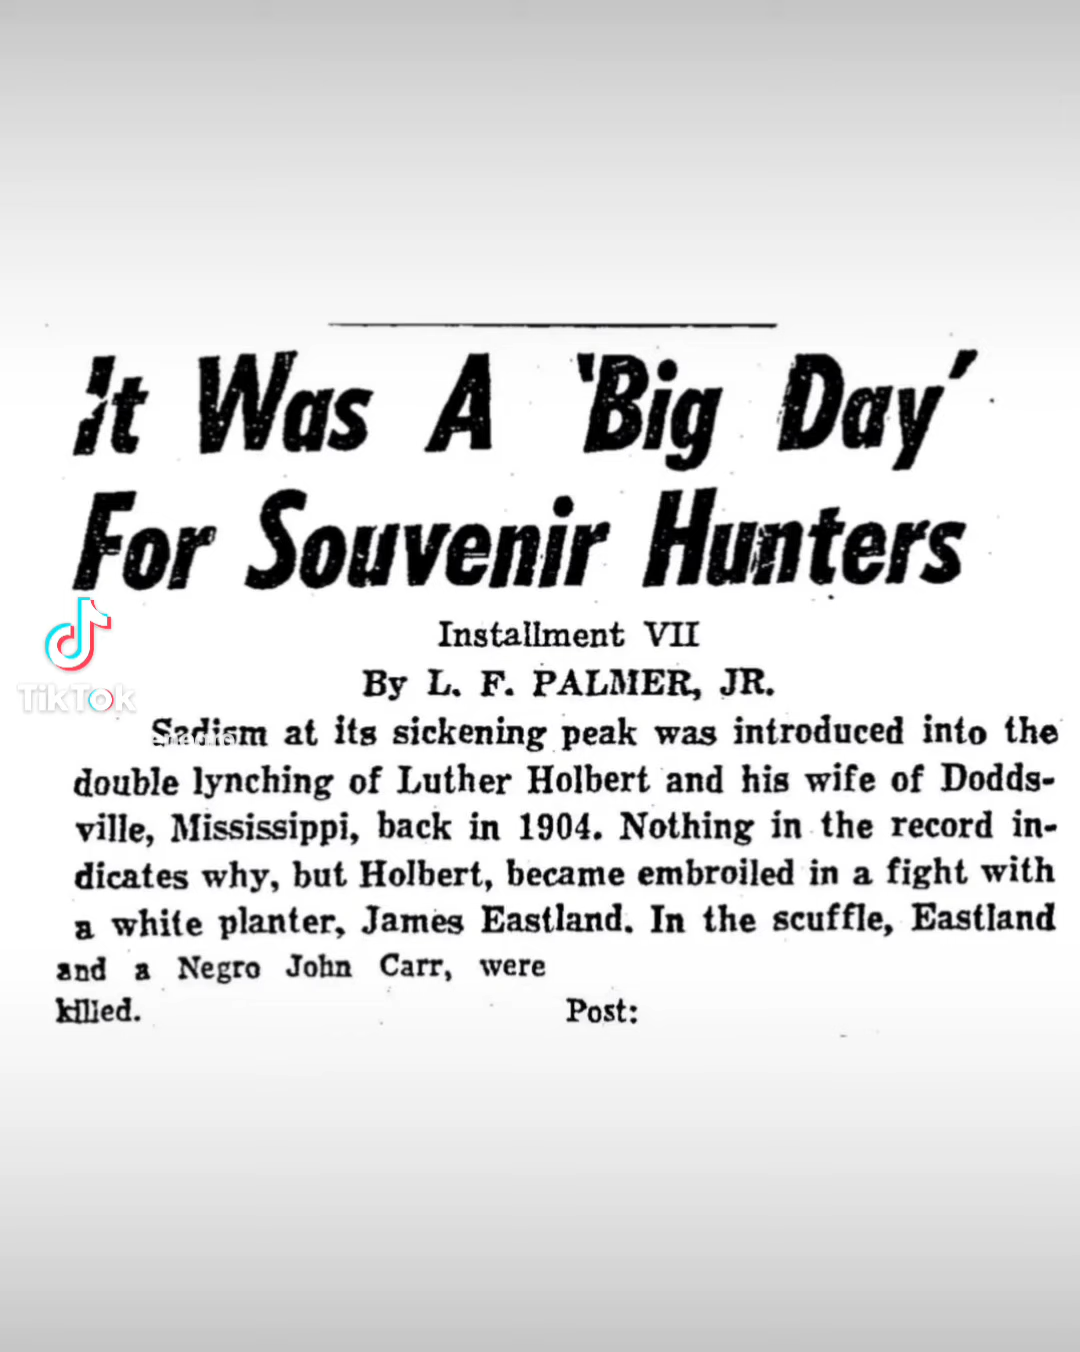 It Was A 'Big Day'
For Souvenir Hunters
Installment VII
By L. F. PALMER, JR.
TikTok
Sadism at its sickening peak was introduced into the
double lynching of Luther Holbert and his wife of Dodds-
ville, Mississippi, back in 1904. Nothing in the record in-
dicates why, but Holbert, became embroiled in a fight with
a white planter, James Eastland. In the scuffle, Eastland
and a Negro John Carr, were
killed. Post: